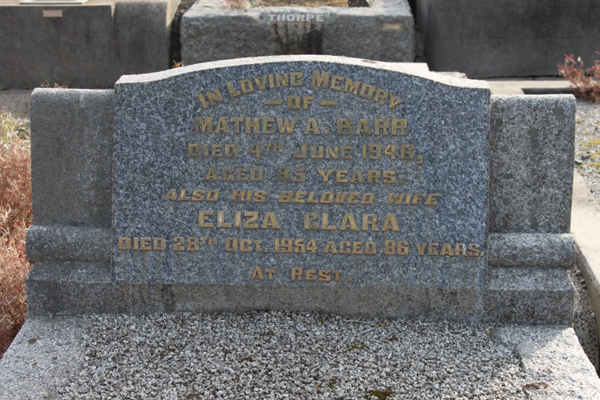 THORPE
IN LOVING MEMORY
OF
MATHEW A. BARR
DIED 4TH JUNE 1946,
AGED 85 YEARS.
ALSO HIS BELOVED WIFE
ELIZA CLARA
DIED 28TH OCT. 1954 AGED 86 YEARS.
AT REST